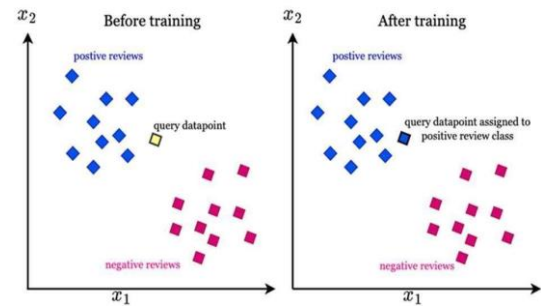 Before training
x2
postive reviews
query datapoint
negative reviews
x1
After training
x2
postive reviews
query datapoint assigned to
positive review class
negative reviews
x1